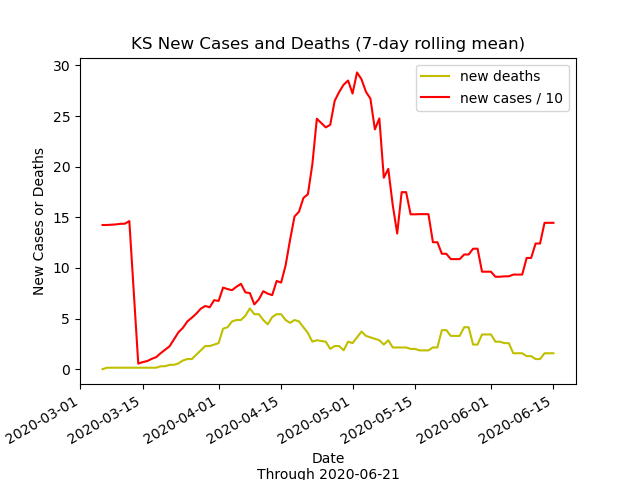 KS New Cases and Deaths (7-day rolling mean)
new deaths
new cases / 10
30
25
20
15
10
5
0
New Cases or Deaths
2020-03-01
2020-03-15
2020-04-01
2020-04-15
2020-05-01
2020-05-15
2020-06-01
2020-06-15
Date
Through 2020-06-21